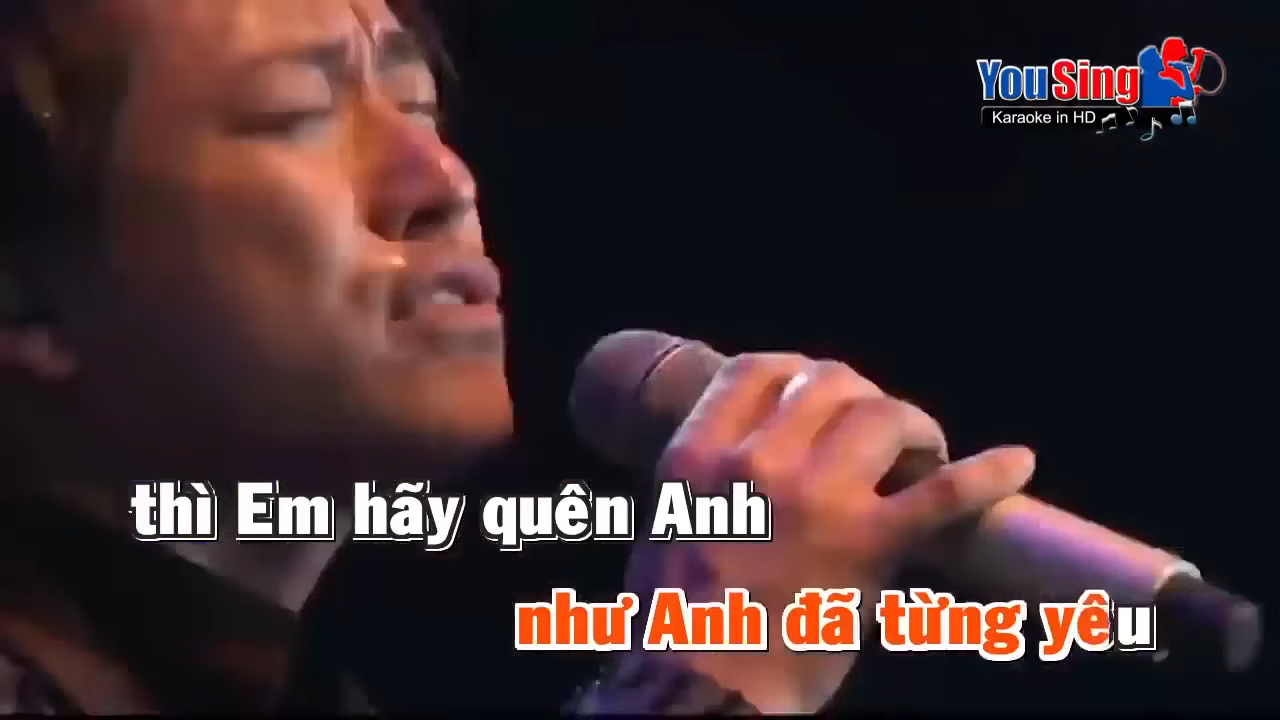 YouSing
Karaoke in HD
thì Em hãy quên Anh
như Anh đã từng yêu